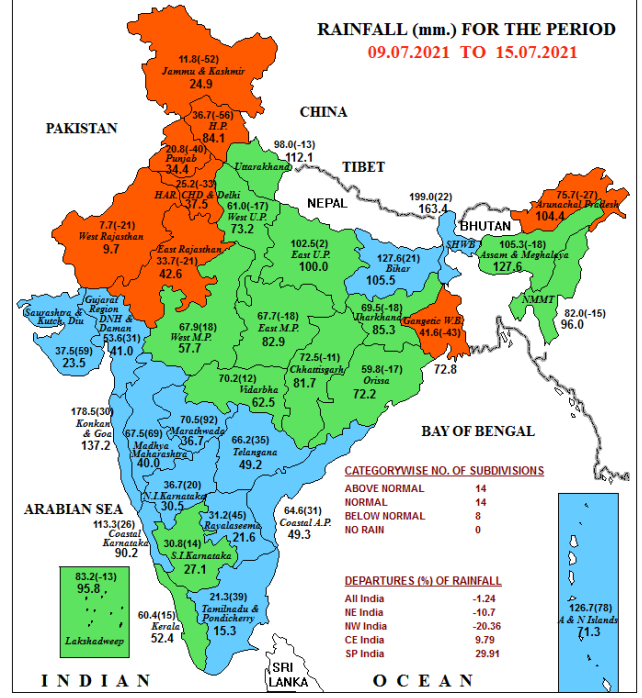 RAINFALL (mm.) FOR THE PERIOD
09.07.2021 TO 15.07.2021
11.8(-52)
Jammu & Kashmir
24.9
CHINA
36.7(-56)
H.P.
84.1
PAKISTAN
20.8(-40)
Punjab
34.4
98.0(-13)
112.1
Uttarakhand
TIBET
25.2(-33)
HAR. CHD & Delhi
37.5
NEPAL
61.0(-17)
West U.P.
73.2
199.0(22)
163.4
75.7(-27)
Arunachal Pradesh
104.4
7.7(-21)
West Rajasthan
9.7
BHUTAN
East Rajasthan
33.7(-21)
42.6
102.5(2)
East U.P.
100.0
127.6(21)
Bihar
105.5
SHWB
105.3(-18)
Assam & Meghalaya
127.6
NMMT
82.0(-15)
96.0
Saurashtra &
Kutch, Diu
37.5(59)
23.5
Gujarat
Region
DNH &
Daman
53.6(31)
41.0
67.9(18)
West M.P.
57.7
67.7(-18)
East M.P.
82.9
69.5(-18)
Jharkhand
85.3
Gangetic W.B.
41.6(-43)
72.8
72.5(-11)
Chhattisgarh
81.7
59.8(-17)
Orissa
72.2
70.2(12)
Vidarbha
62.5
178.5(30)
Konkan
& Goa
137.2
70.5(92)
Marathwada
36.7
67.5(69)
Madhya
Maharashtra
40.0
66.2(35)
Telangana
49.2
BAY OF BENGAL
36.7(20)
N.I.Karnataka
30.5
ARABIAN SEA
113.3(26)
Coastal
Karnataka
90.2
31.2(45)
Rayalaseema
21.6
64.6(31)
Coastal A.P.
49.3
30.8(14)
S.I.Karnataka
27.1
CATEGORYWISE NO. OF SUBDIVISIONS
ABOVE NORMAL 14
NORMAL 14
BELOW NORMAL 8
NO RAIN 0
83.2(-13)
95.8
Lakshadweep
21.3(39)
Tamilnadu &
Pondicherry
15.3
60.4(15)
Kerala
52.4
DEPARTURES (%) OF RAINFALL
All India -1.24
NE India -10.7
NW India -20.36
CE India 9.79
SP India 29.91
126.7(78)
A & N Islands
71.3
SRI
LANKA
INDIAN OCEAN